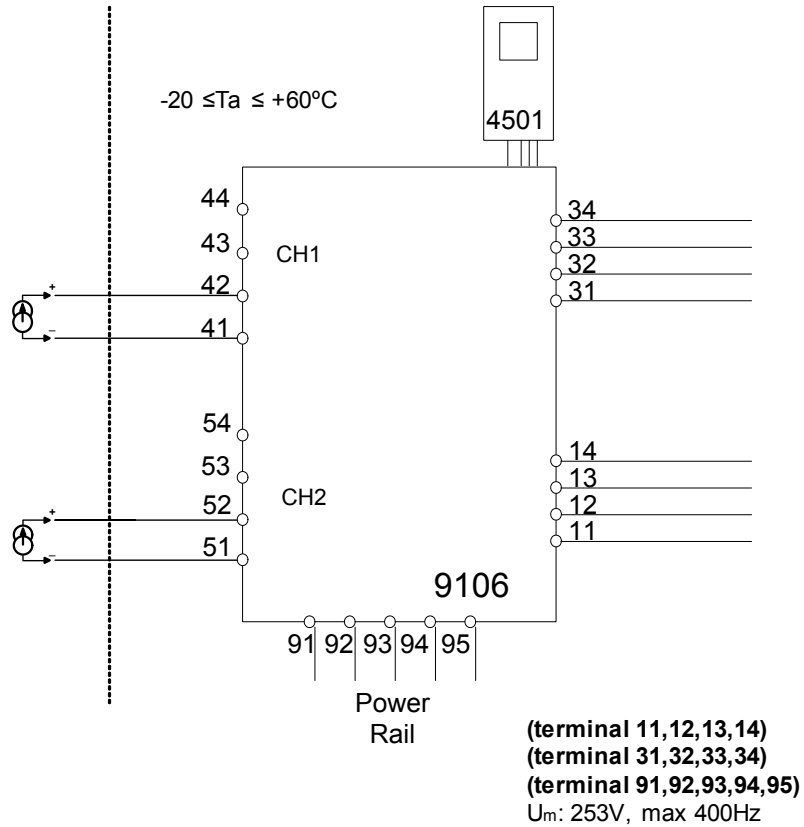 -20 ≤Ta ≤ +60ºC
4501
44
34
43
CH1
33
42
32
+
31
41
–
54
14
53
13
CH2
52
12
+
51
11
–
9106
91 92 93 94 95
Power
Rail
(terminal 11,12,13,14)
(terminal 31,32,33,34)
(terminal 91,92,93,94,95)
Um: 253V, max 400Hz